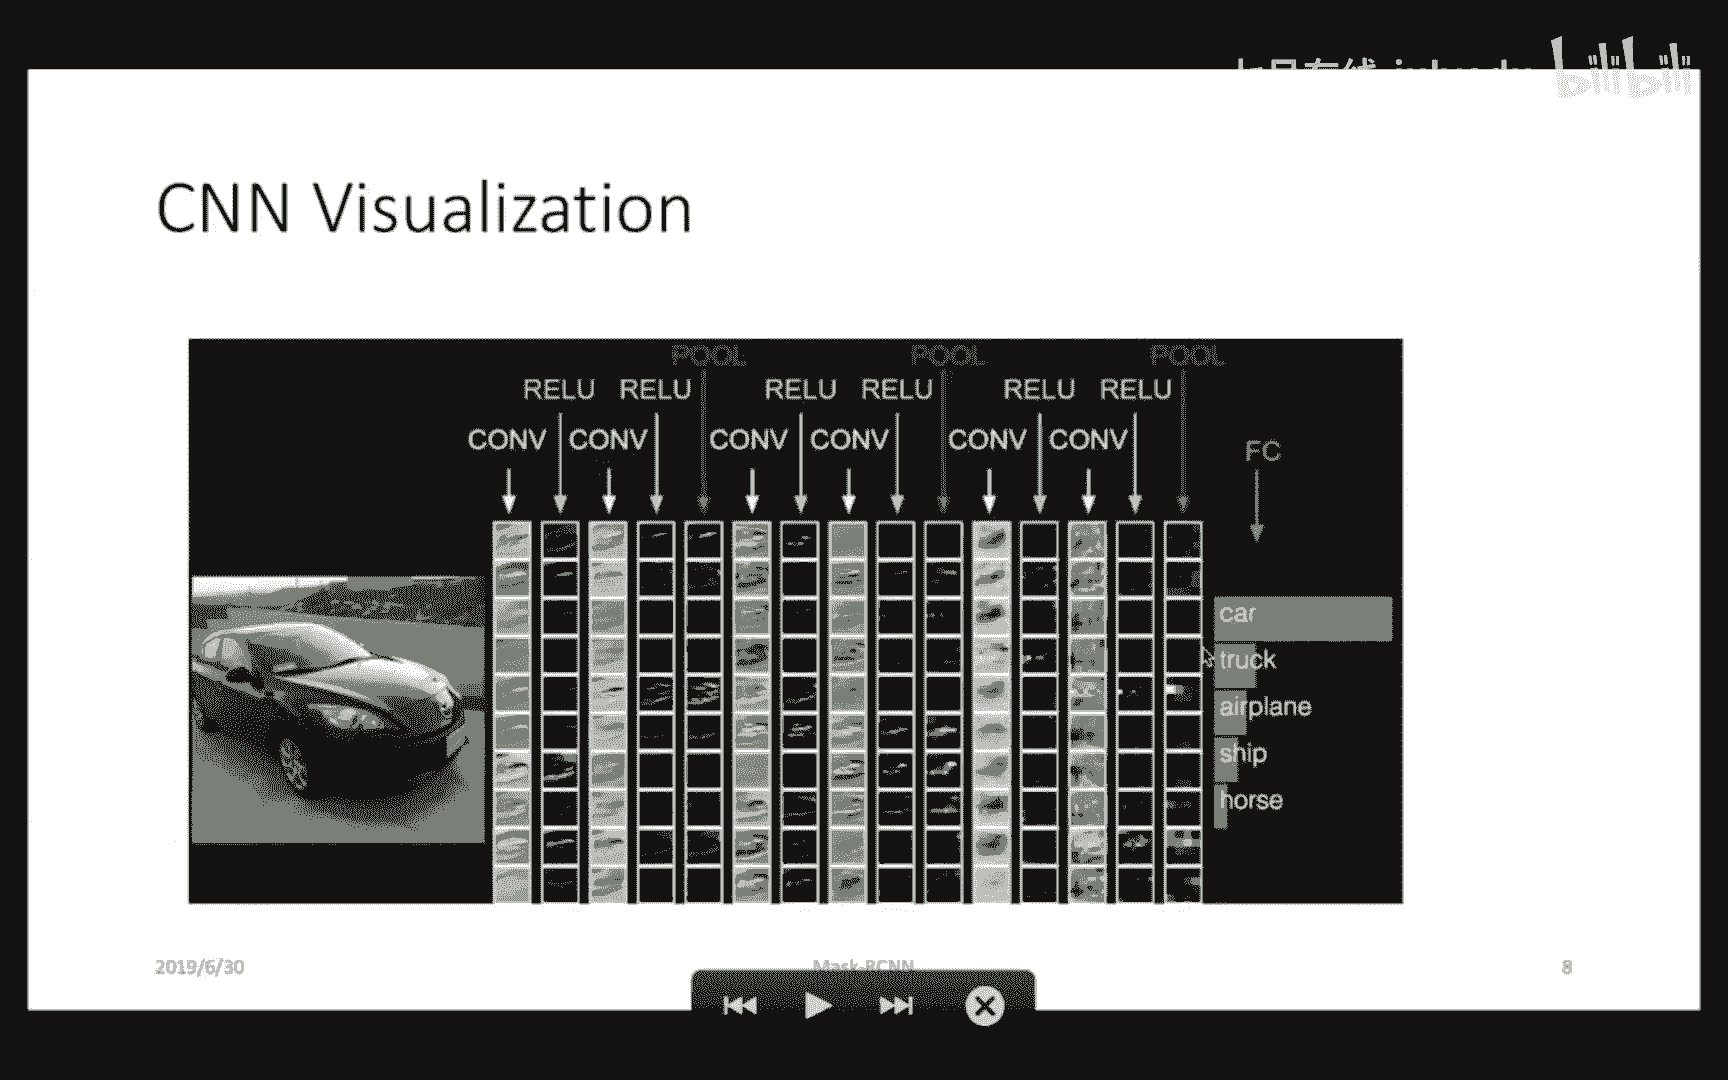 bilibili
CNN Visualization
POOL POOL POOL
RELU RELU RELU RELU RELU RELU
CONV CONV CONV CONV CONV CONV
FC
car
truck
airplane
ship
horse
2019/6/30 Mask-RCNN 8